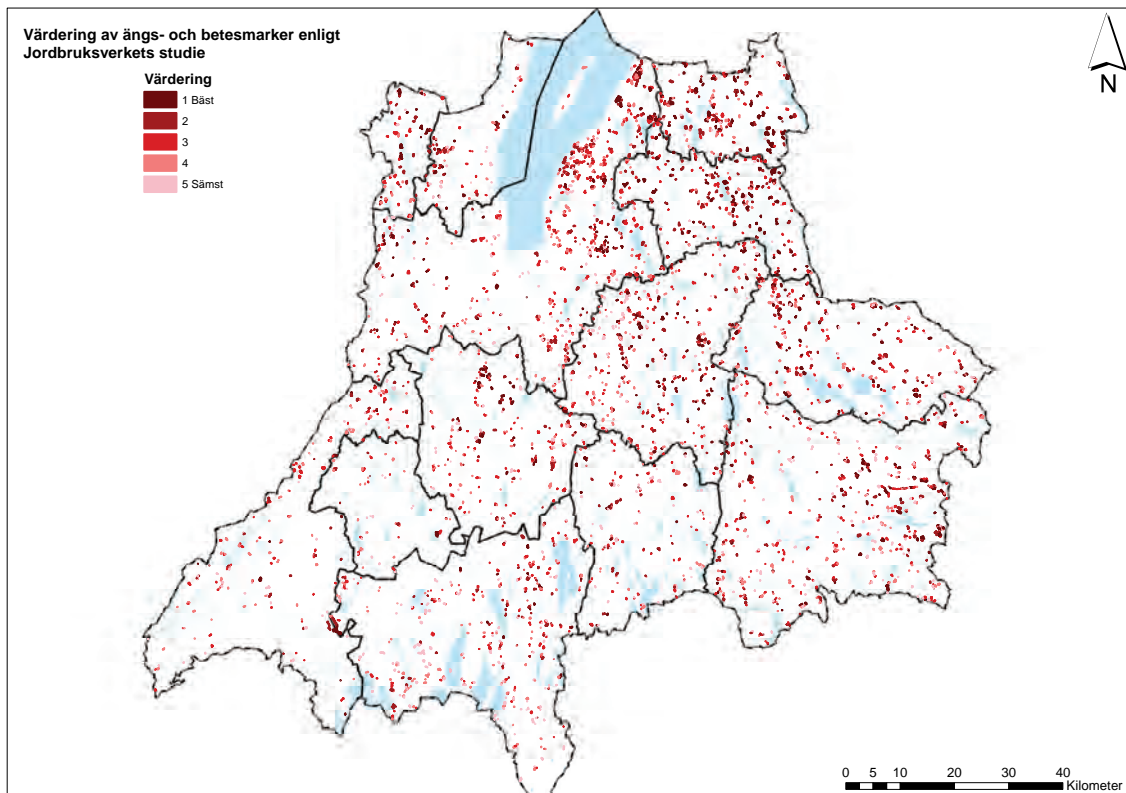 Värdering av ängs- och betesmarker enligt
Jordbruksverkets studie
Värdering
1 Bäst
2
3
4
5 Sämst
N
0 5 10 20 30 40
Kilometer